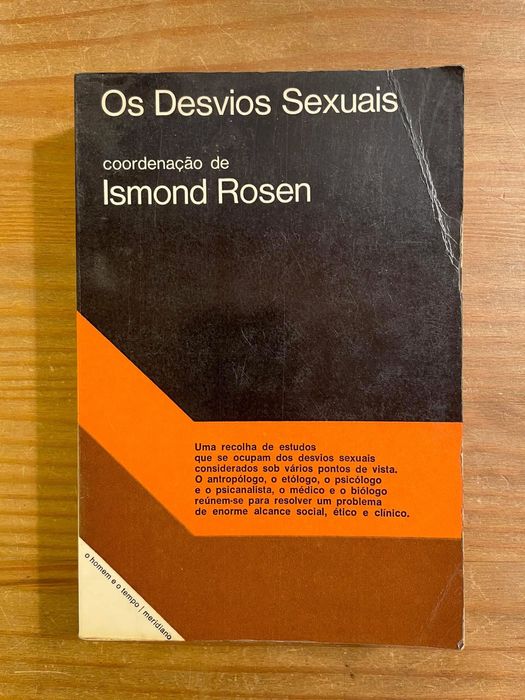 Os Desvios Sexuais
coordenação de
Ismond Rosen
Uma recolha de estudos
que se ocupam dos desvios sexuais
considerados sob vários pontos de vista.
O antropólogo, o etólogo, o psicólogo
e o psicanalista, o médico e o biólogo
reúnem-se para resolver um problema
de enorme alcance social, ético e clínico.
o homem e o tempo / meridiano